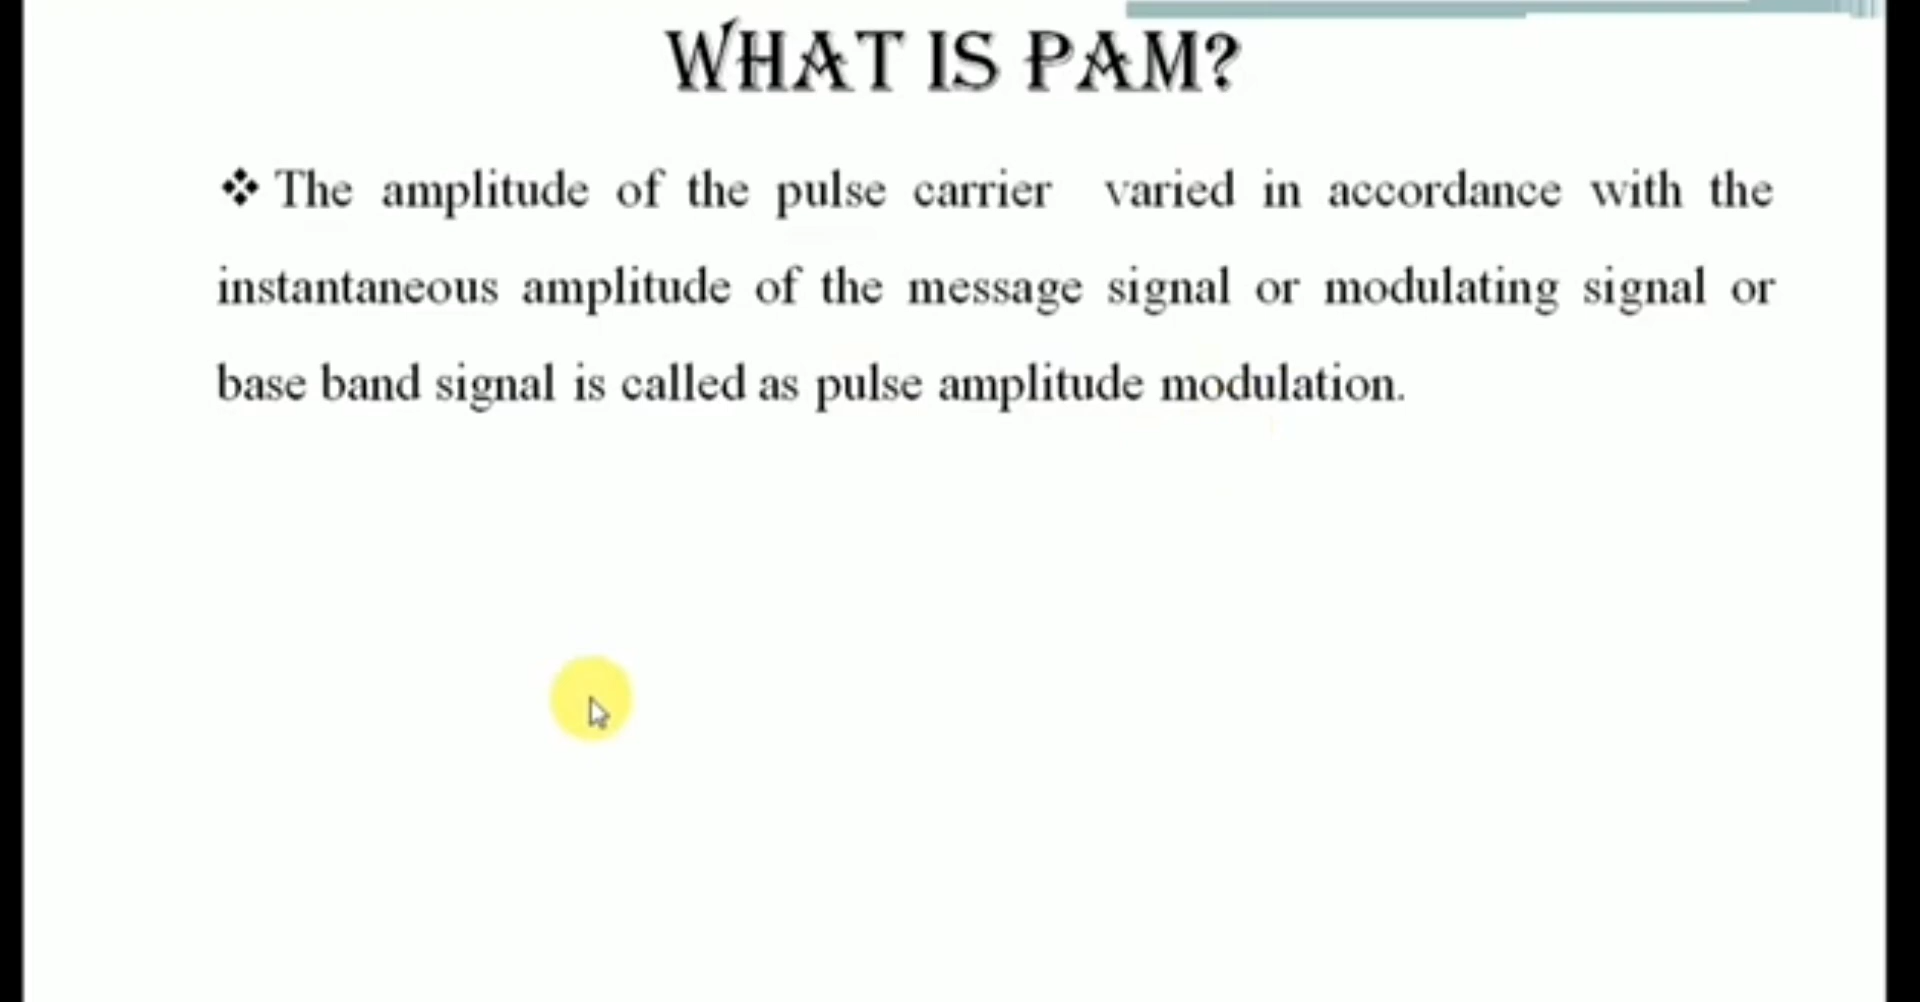 WHAT IS PAM?
❖ The amplitude of the pulse carrier varied in accordance with the
instantaneous amplitude of the message signal or modulating signal or
base band signal is called as pulse amplitude modulation.